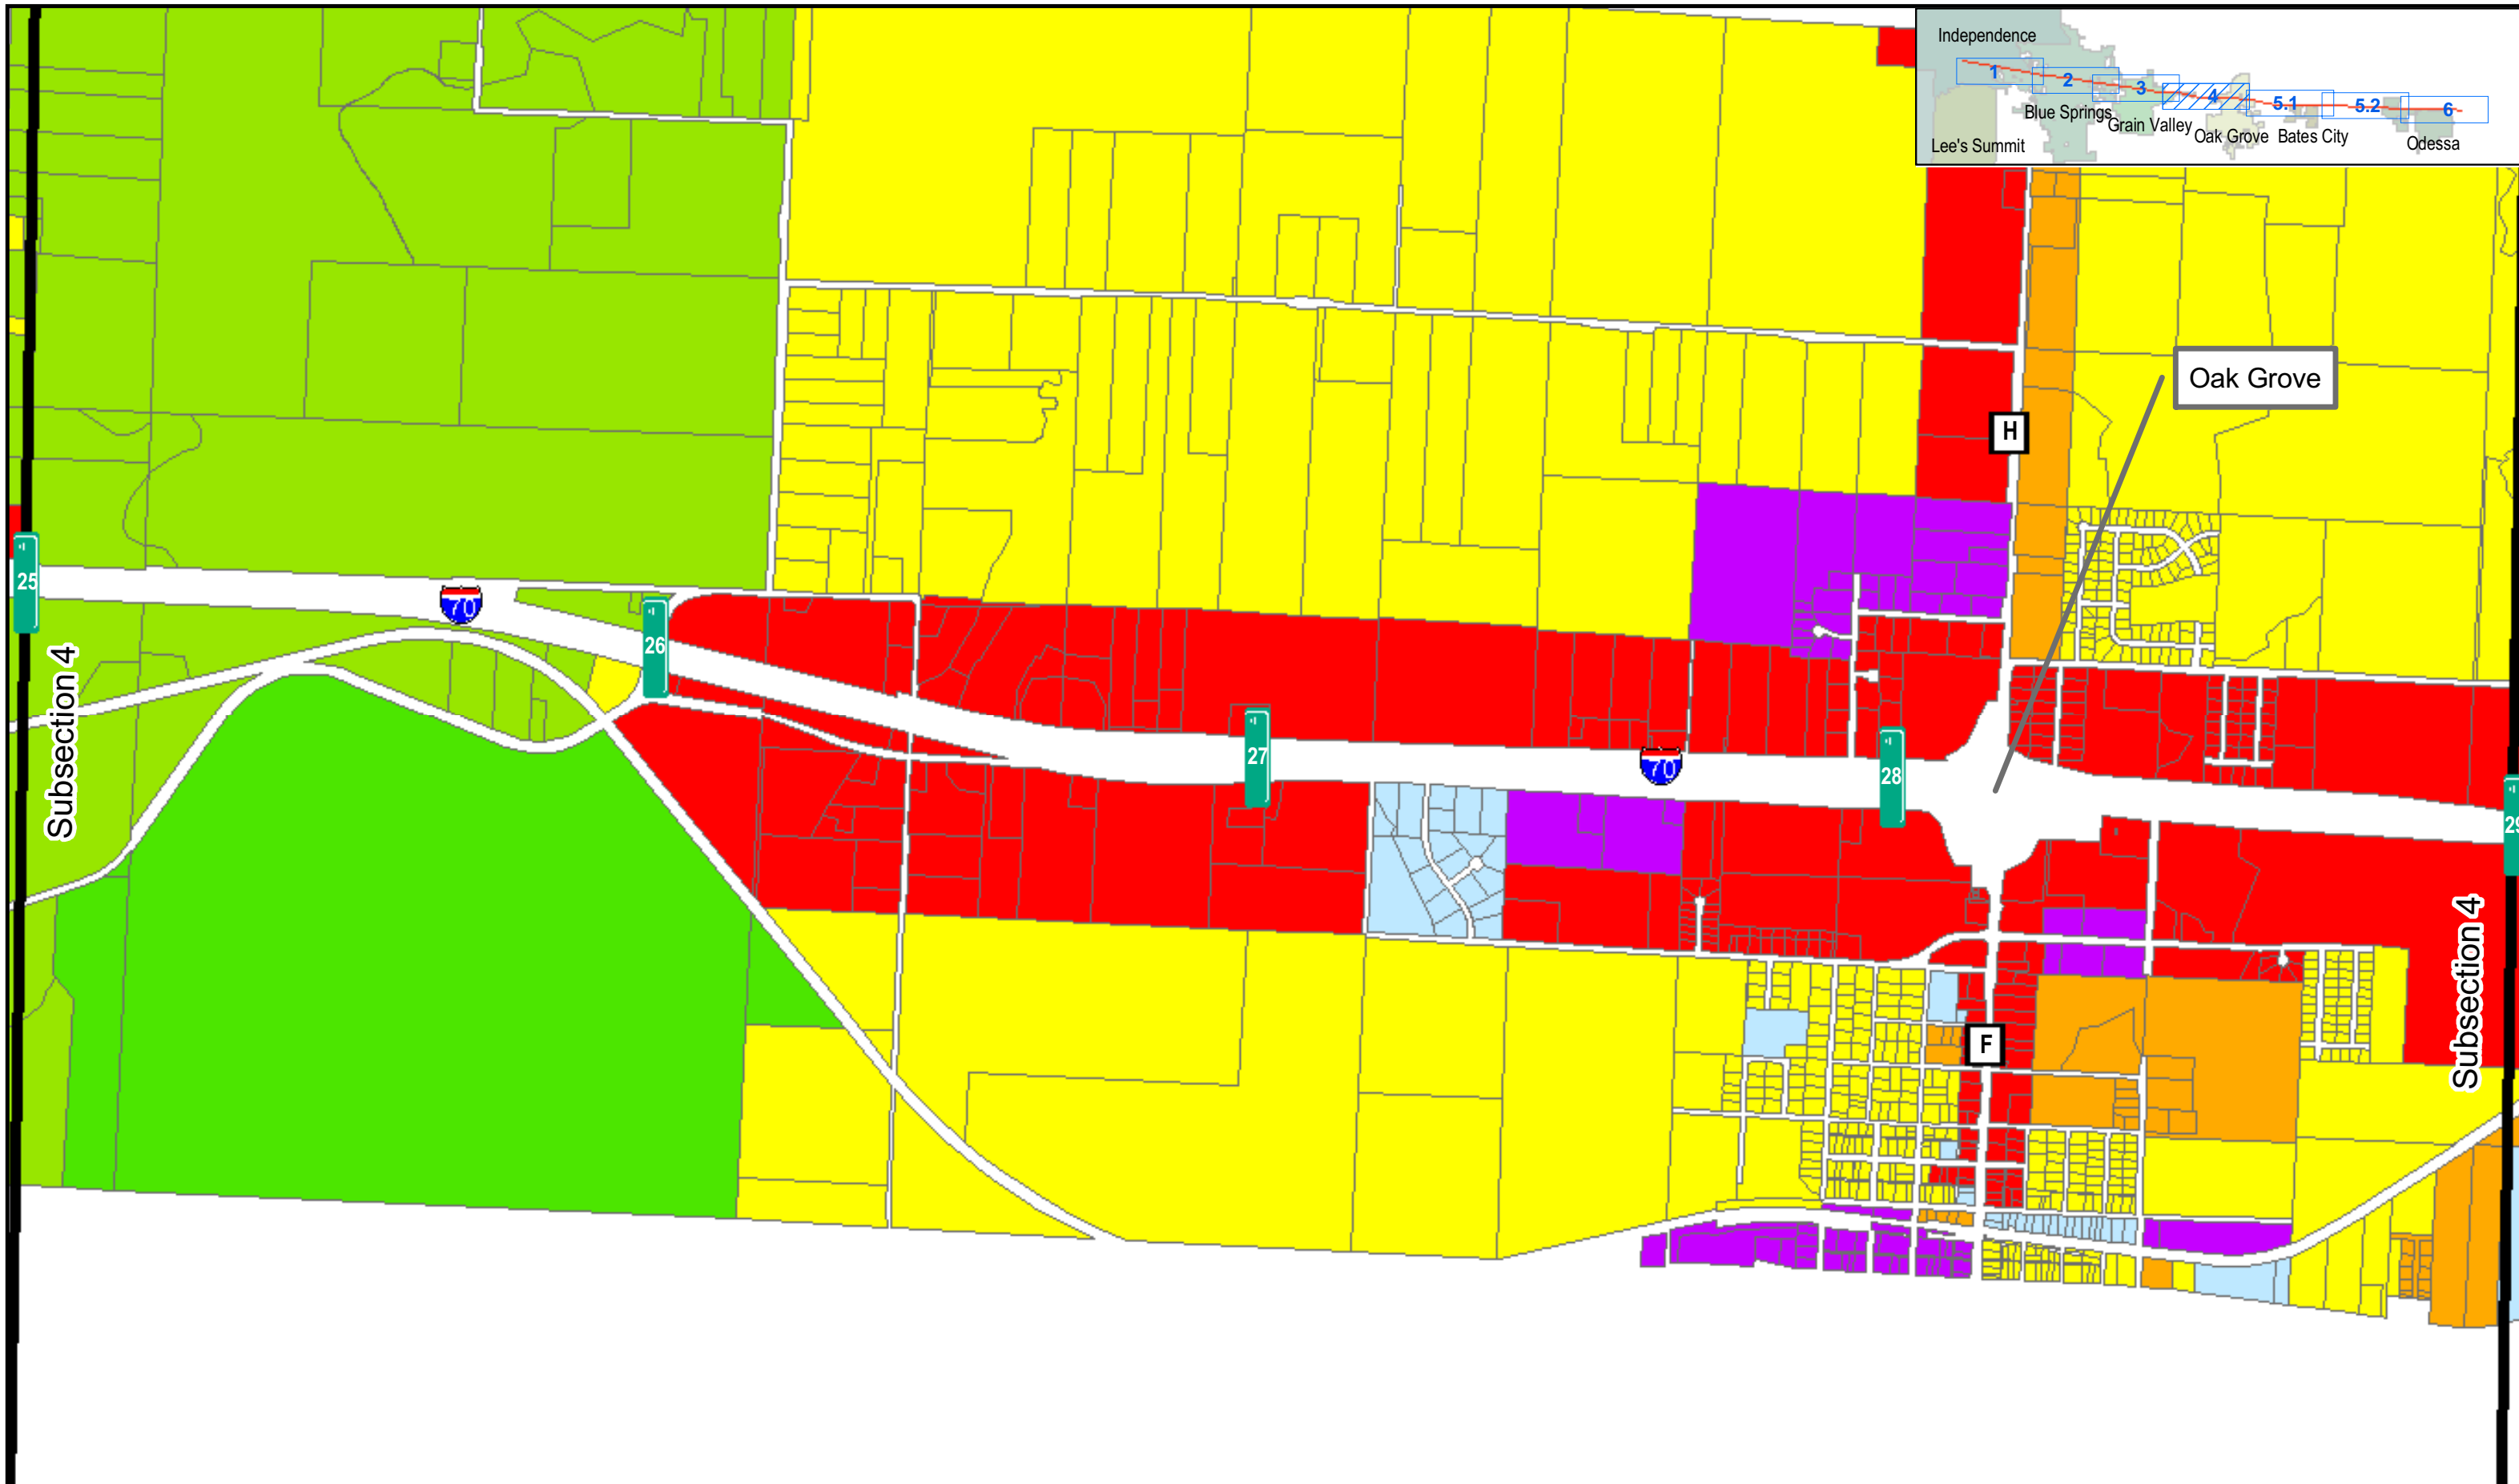 Independence
1
2
3
4
5.1
5.2
6
Blue Springs
Grain Valley
Oak Grove
Bates City
Lee's Summit
Odessa
Oak Grove
H
25
70
26
Subsection 4
27
70
28
29
Subsection 4
F